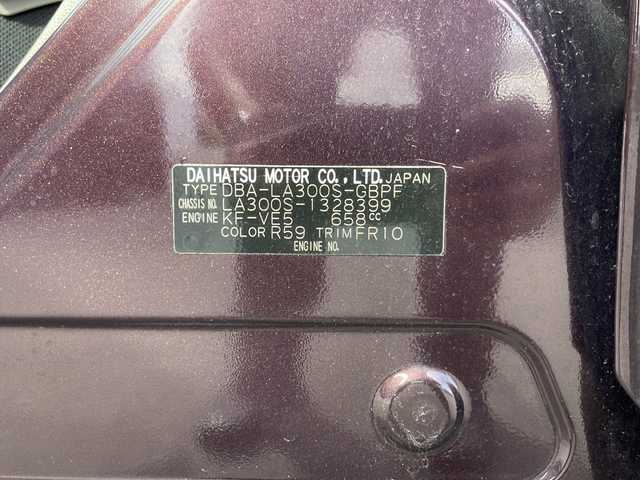 DAIHATSU MOTOR CO.,LTD. JAPAN
TYPE DBA-LA300S-GBPF
CHASSIS NO. LA300S-1328399
ENGINE KF-VE5 658cc
COLOR R59 TRIM FR10
ENGINE NO.